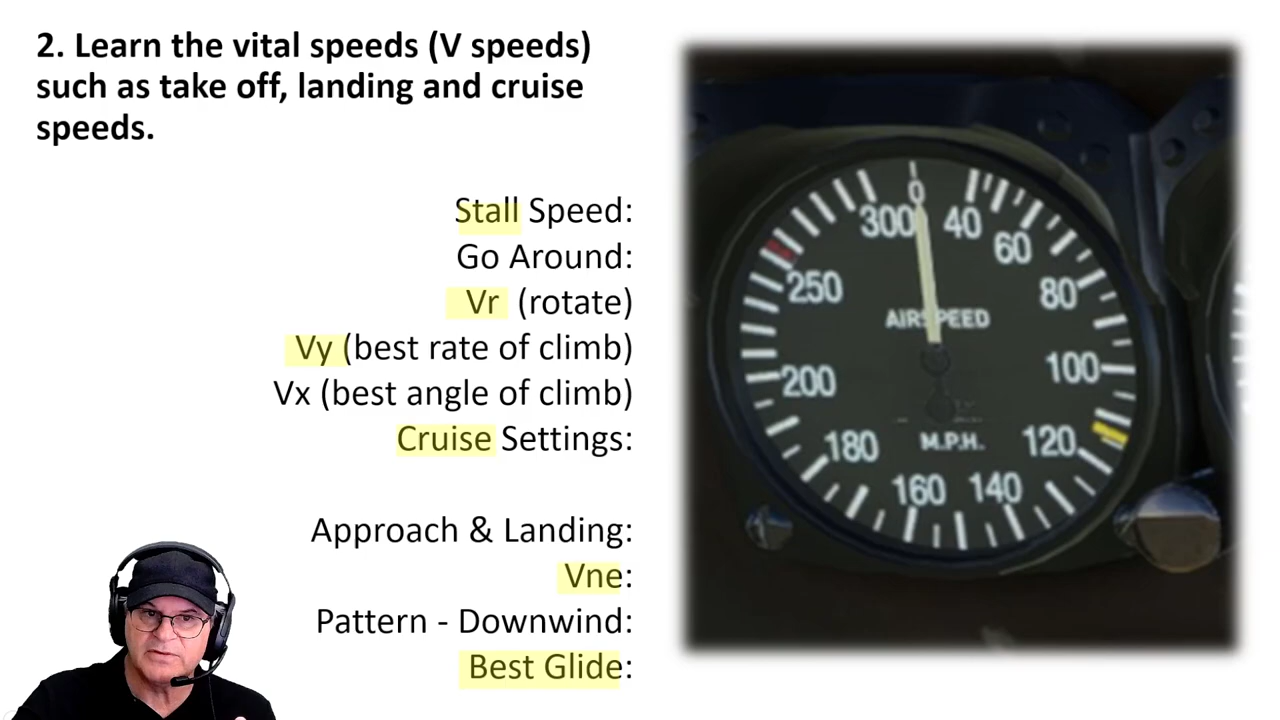 2. Learn the vital speeds (V speeds)
such as take off, landing and cruise
speeds.
Stall Speed:
Go Around:
Vr (rotate)
Vy (best rate of climb)
Vx (best angle of climb)
Cruise Settings:
Approach & Landing:
Vne:
Pattern - Downwind:
Best Glide:
0
300 40
60
250
80
AIRSPEED
200
100
180
M.P.H.
120
160
140